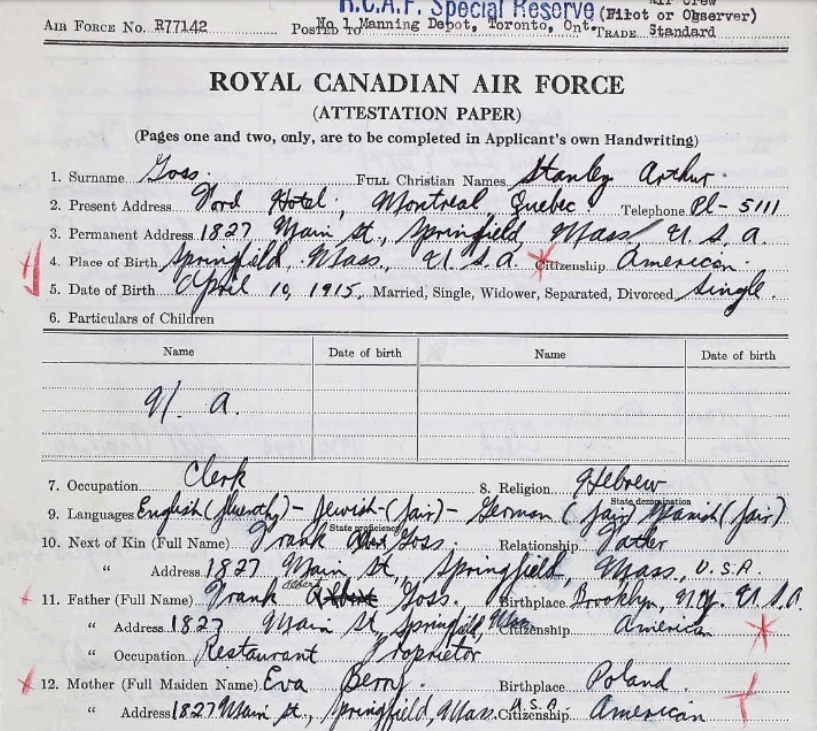 R.C.A.F. Special Reserve (Pilot or Observer)
AIR FORCE NO. R77142 POSTED TO No. 1 Manning Depot, Toronto, Ont. TRADE Standard
ROYAL CANADIAN AIR FORCE
(ATTESTATION PAPER)
(Pages one and two, only, are to be completed in Applicant's own Handwriting)
1. Surname Goss. FULL Christian Names Stanley Arthur.
2. Present Address Ford Hotel, Montreal, Quebec Telephone Pl-5111
3. Permanent Address 1827 Main St., Springfield, Mass. U.S.A.
4. Place of Birth Springfield, Mass., U.S.A. Citizenship American.
5. Date of Birth April 10, 1915, Married, Single, Widower, Separated, Divorced Single.
6. Particulars of Children
Name Date of birth Name Date of birth
N. A.
7. Occupation Clerk 8. Religion Hebrew
State denomination
9. Languages English (fluently) - Jewish - (fair) - German (fair) Spanish (fair)
State proficiency
10. Next of Kin (Full Name) Frank Goss Relationship Father
" Address 1827 Main St., Springfield, Mass., U.S.A.
11. Father (Full Name) Frank Albert Goss. Birthplace Brooklyn, N.Y. U.S.A.
" Address 1827 Main St, Springfield, Mass Citizenship American
" Occupation Restaurant Proprietor
12. Mother (Full Maiden Name) Eva Berry. Birthplace Poland.
" Address 1827 Main St., Springfield, Mass. U.S.A. Citizenship American